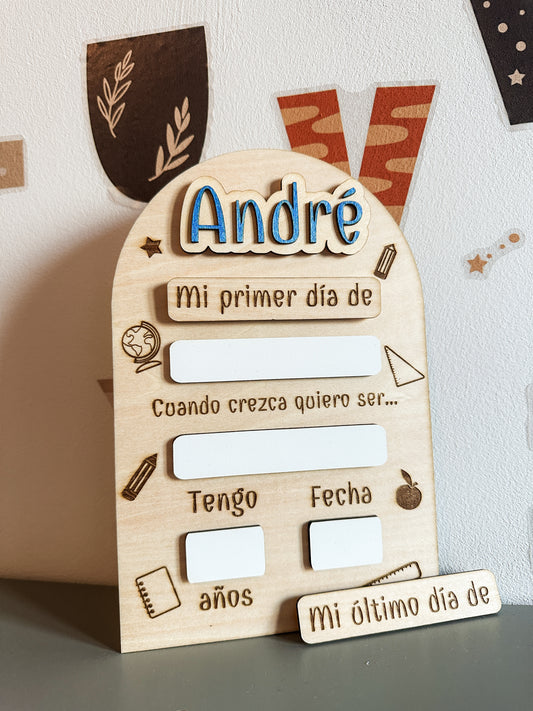 André
Mi primer día de
Cuando crezca quiero ser...
Tengo Fecha
años
Mi último día de